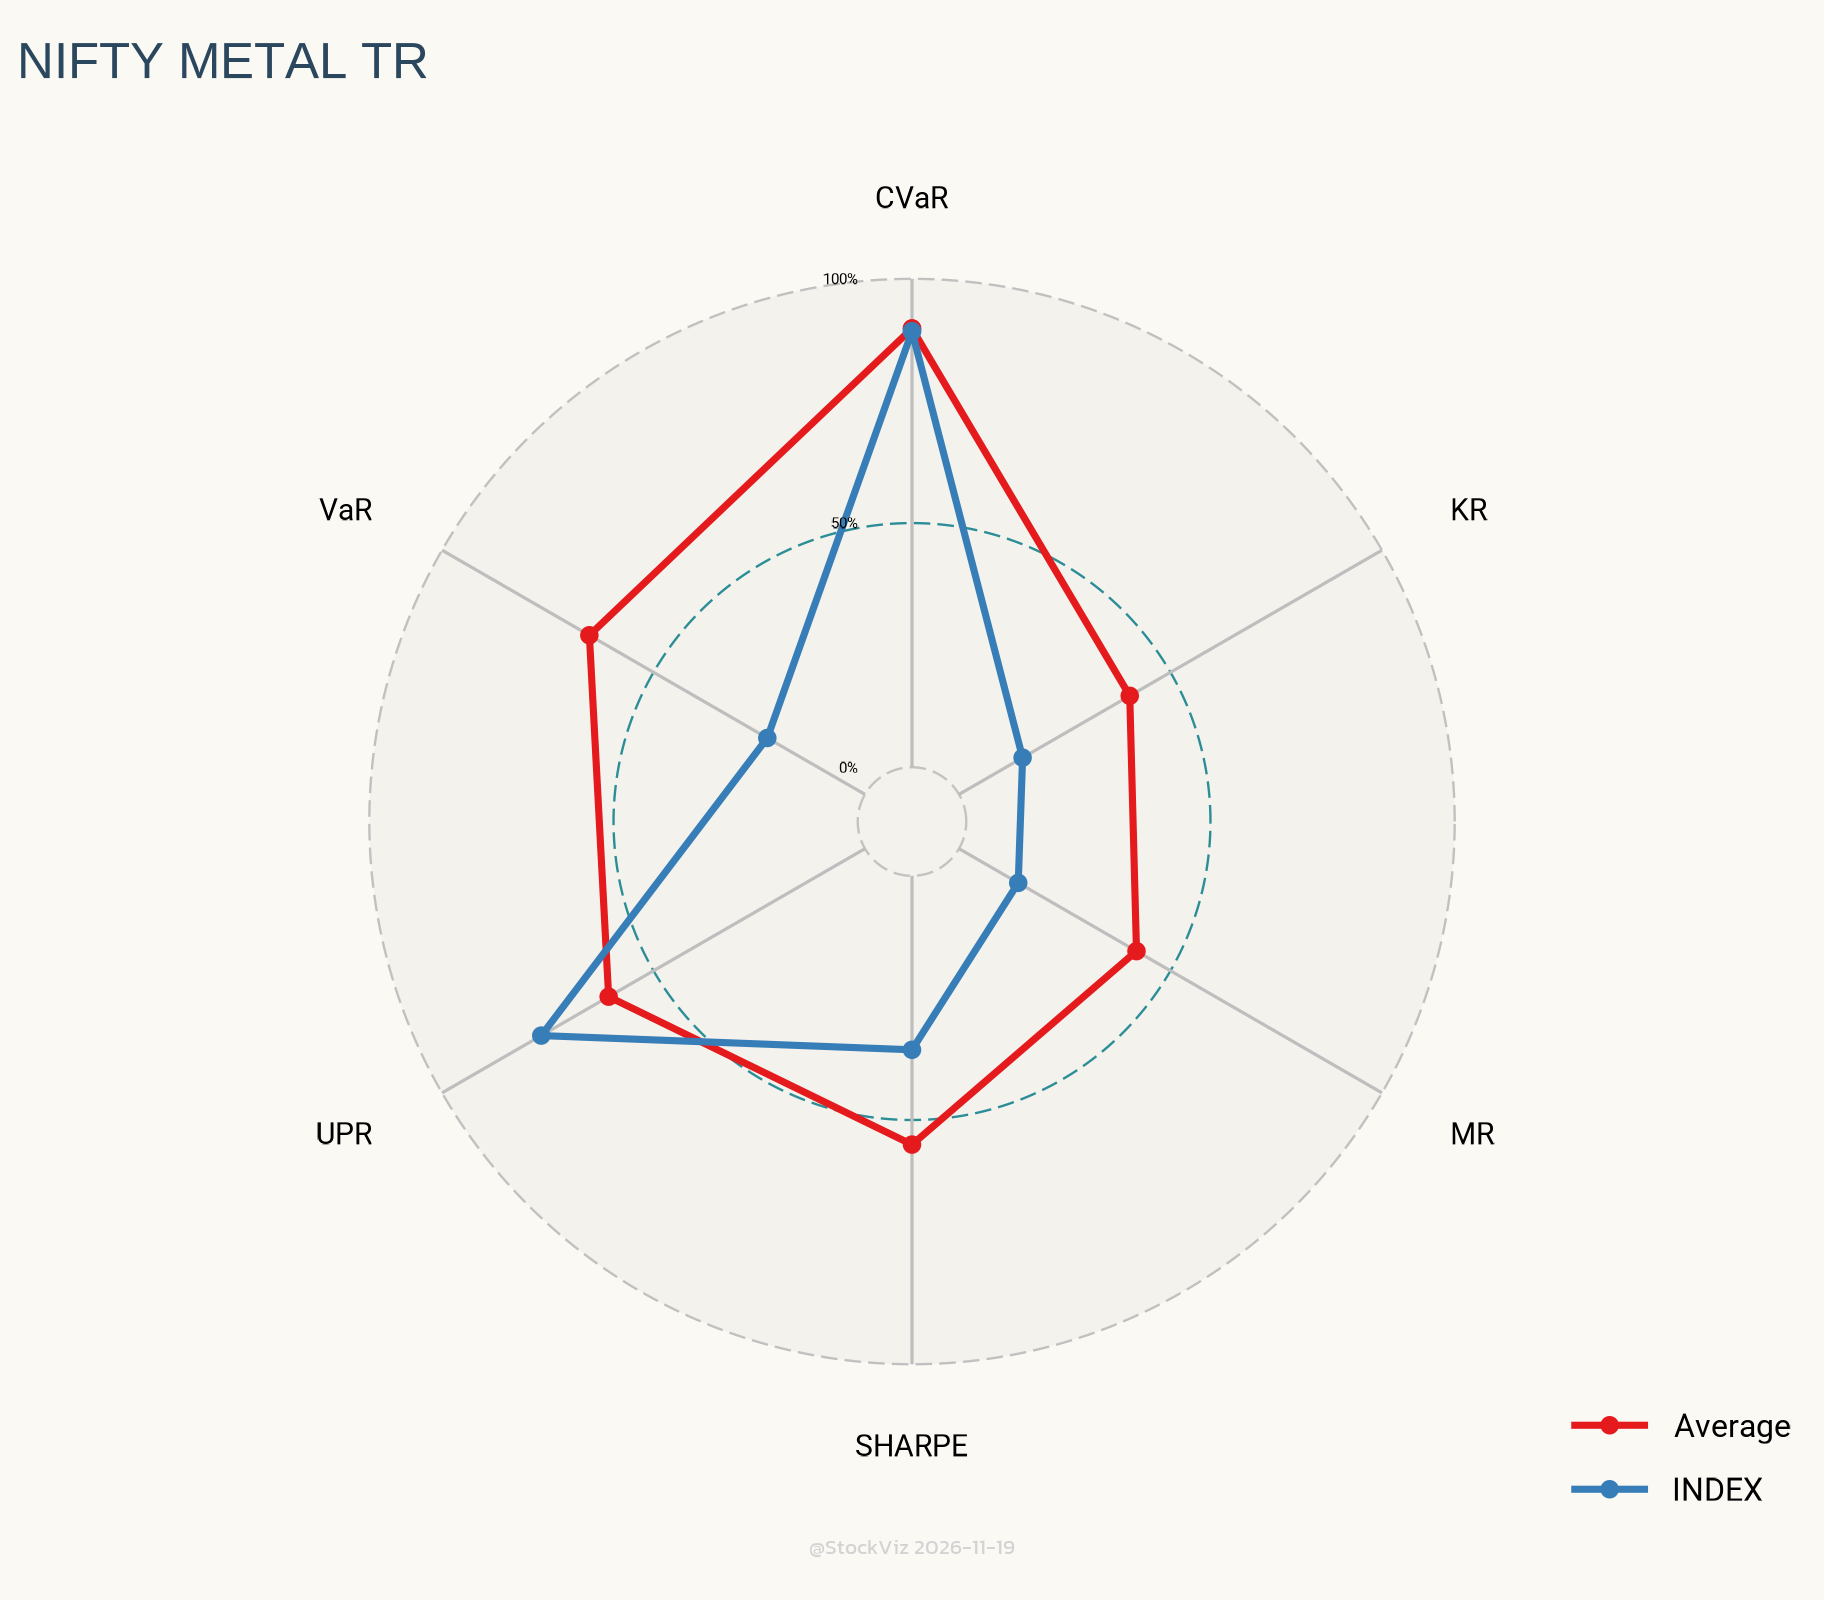 NIFTY METAL TR
CVaR
100%
VaR
KR
50%
0%
UPR
MR
SHARPE
Average
INDEX
@StockViz 2026-11-19